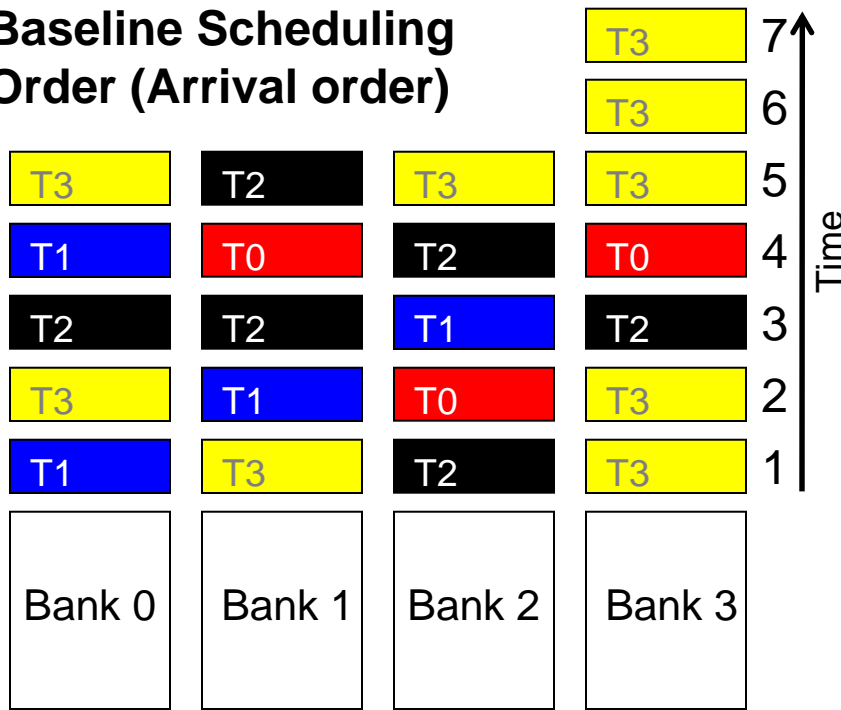 Baseline Scheduling
Order (Arrival order)
T3 7
T3 6
T3 T2 T3 T3 5
T1 T0 T2 T0 4
T2 T2 T1 T2 3
T3 T1 T0 T3 2
T1 T3 T2 T3 1
Time
Bank 0 Bank 1 Bank 2 Bank 3